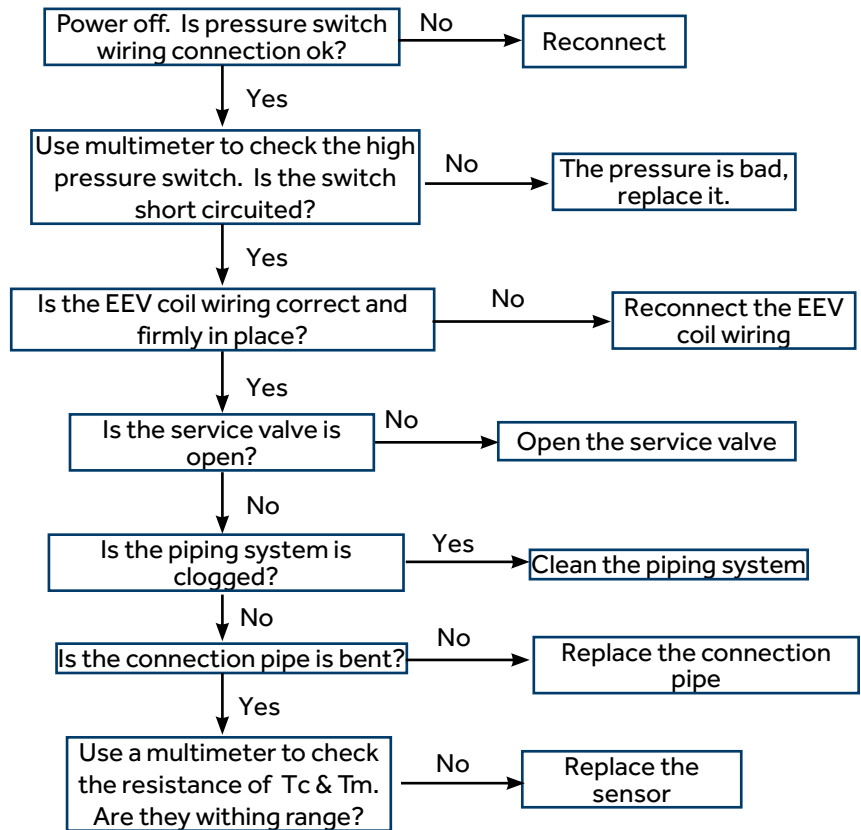 Power off. Is pressure switch
wiring connection ok?
No
Reconnect
Yes
Use multimeter to check the high
pressure switch. Is the switch
short circuited?
No
The pressure is bad,
replace it.
Yes
Is the EEV coil wiring correct and
firmly in place?
No
Reconnect the EEV
coil wiring
Yes
Is the service valve is
open?
No
Open the service valve
No
Is the piping system is
clogged?
Yes
Clean the piping system
No
Is the connection pipe is bent?
No
Replace the connection
pipe
Yes
Use a multimeter to check
the resistance of Tc & Tm.
Are they withing range?
No
Replace the
sensor